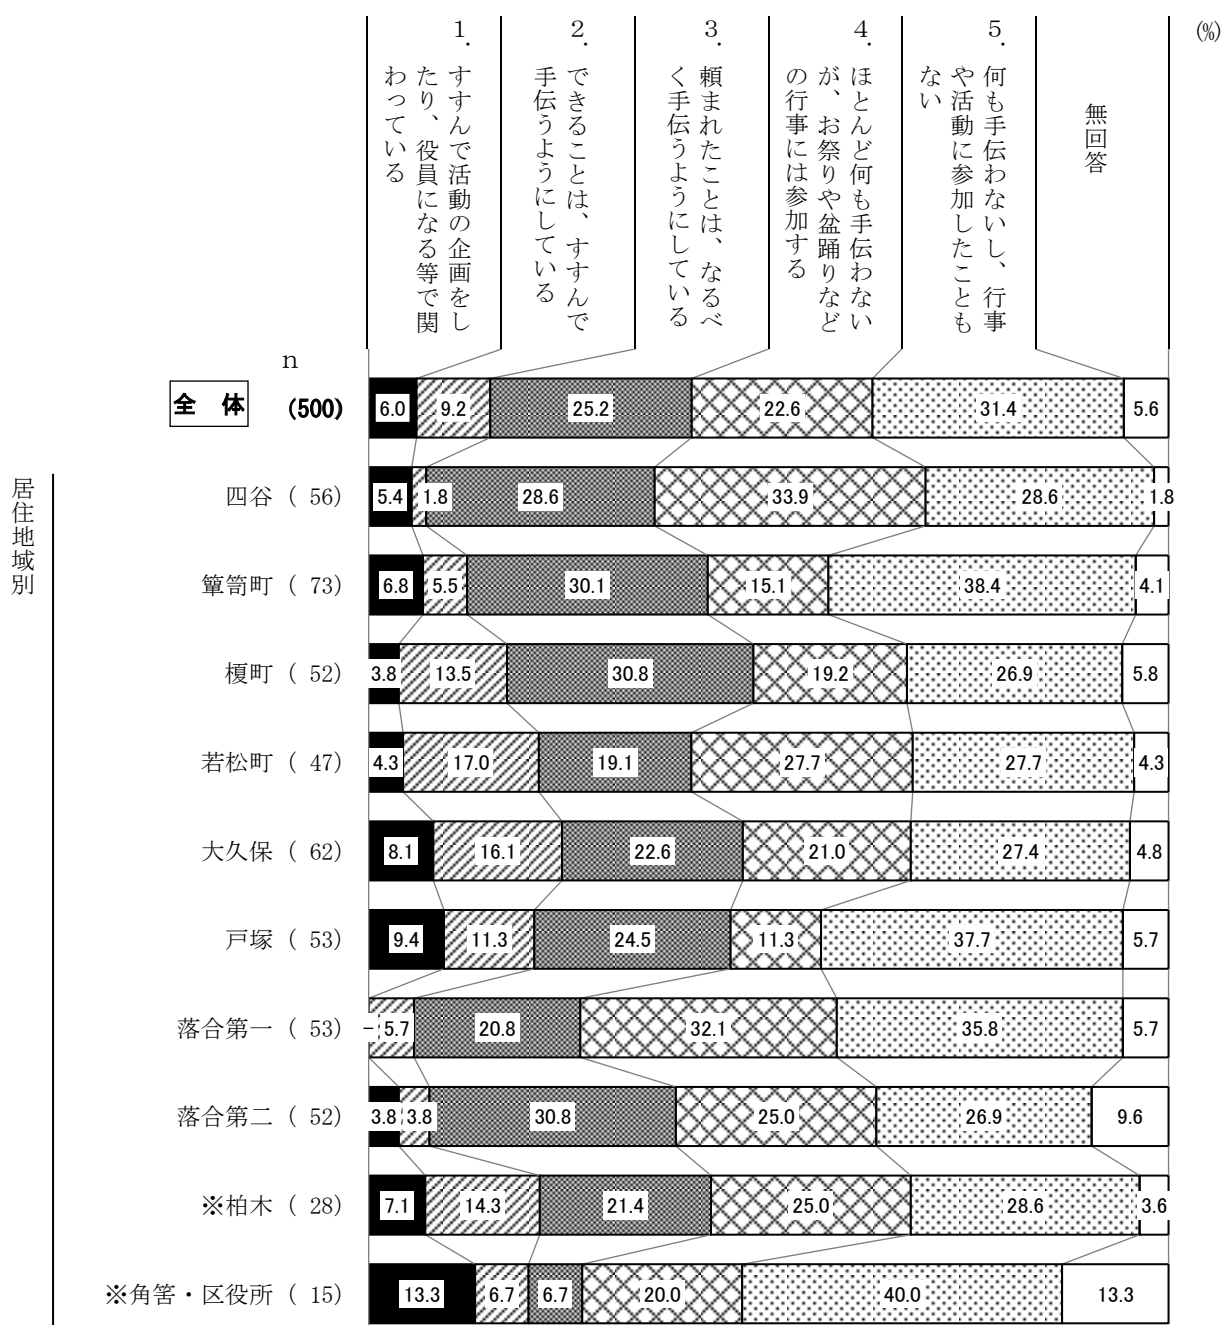 (%)
1.
すすんで活動の企画をし
たり、役員になる等で関
わっている
2.
できることは、すすんで
手伝うようにしている
3.
頼まれたことは、なるべ
く手伝うようにしている
4.
ほとんど何も手伝わない
が、お祭りや盆踊りなど
の行事には参加する
5.
何も手伝わないし、行事
や活動に参加したことも
ない
無回答
n
全 体 (500) 6.0 9.2 25.2 22.6 31.4 5.6
居住地域別
四谷 ( 56) 5.4 1.8 28.6 33.9 28.6 1.8
簞笥町 ( 73) 6.8 5.5 30.1 15.1 38.4 4.1
榎町 ( 52) 3.8 13.5 30.8 19.2 26.9 5.8
若松町 ( 47) 4.3 17.0 19.1 27.7 27.7 4.3
大久保 ( 62) 8.1 16.1 22.6 21.0 27.4 4.8
戸塚 ( 53) 9.4 11.3 24.5 11.3 37.7 5.7
落合第一 ( 53) - 5.7 20.8 32.1 35.8 5.7
落合第二 ( 52) 3.8 3.8 30.8 25.0 26.9 9.6
※柏木 ( 28) 7.1 14.3 21.4 25.0 28.6 3.6
※角筈・区役所 ( 15) 13.3 6.7 6.7 20.0 40.0 13.3